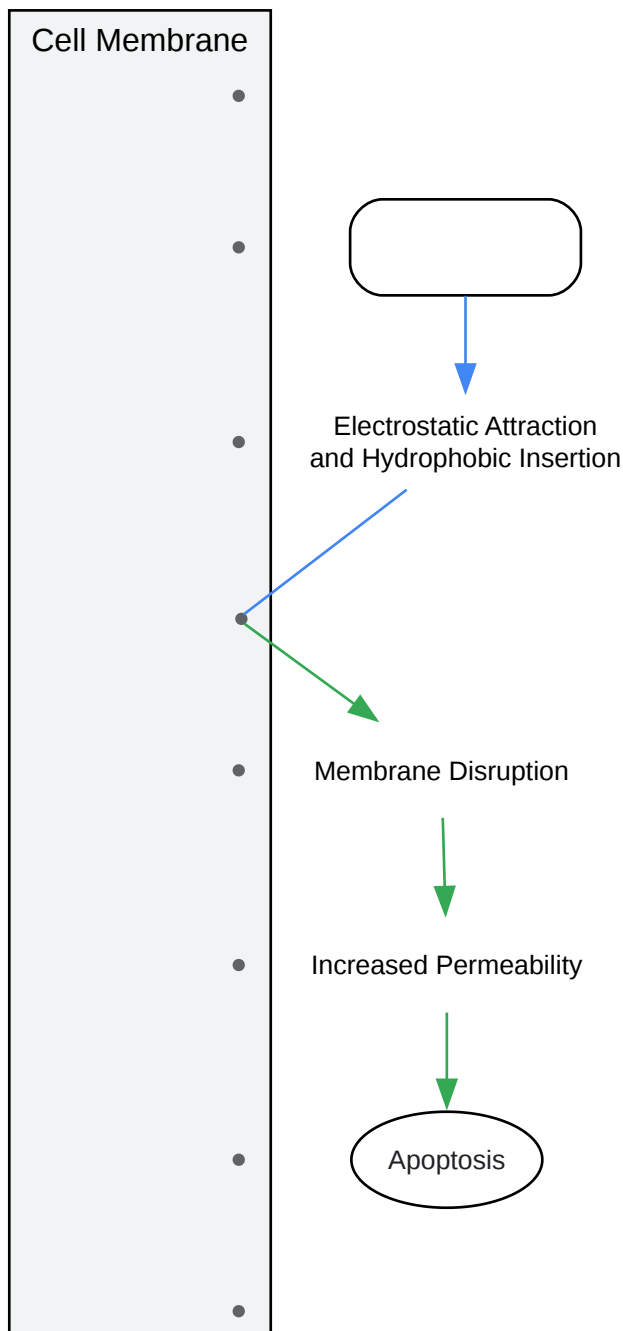 Cell Membrane
Electrostatic Attraction
and Hydrophobic Insertion
Membrane Disruption
Increased Permeability
Apoptosis